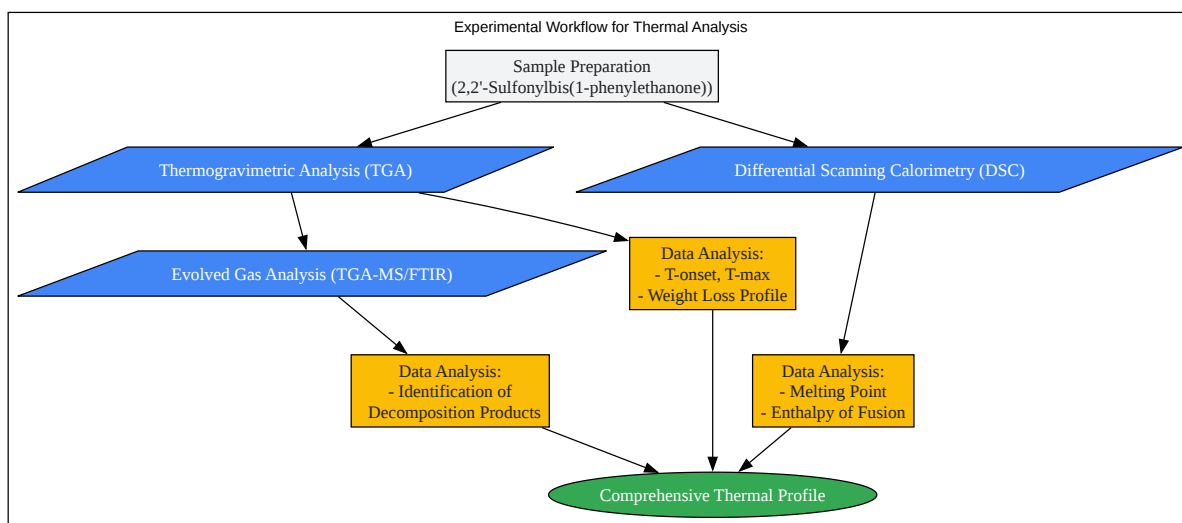 Experimental Workflow for Thermal Analysis
Sample Preparation
(2,2'-Sulfonylbis(1-phenylethanone))
Thermogravimetric Analysis (TGA)
Differential Scanning Calorimetry (DSC)
Evolved Gas Analysis (TGA-MS/FTIR)
Data Analysis:
- T-onset, T-max
- Weight Loss Profile
Data Analysis:
- Identification of
Decomposition Products
Data Analysis:
- Melting Point
- Enthalpy of Fusion
Comprehensive Thermal Profile